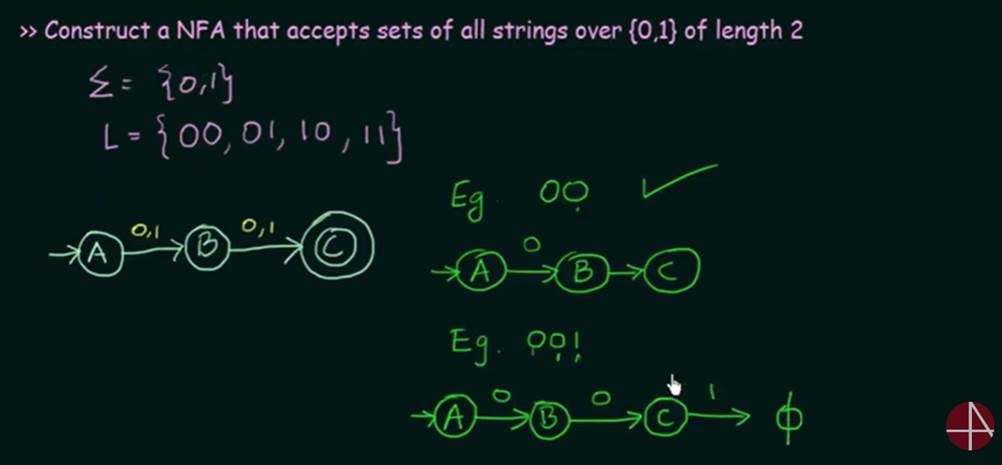 >> Construct a NFA that accepts sets of all strings over {0,1} of length 2
Σ = {0,1}
L = {00, 01, 10, 11}
Eg. 00 ✓
A 0,1 B 0,1 C
A 0 B C
Eg. 001
A 0 B 0 C 1 ϕ